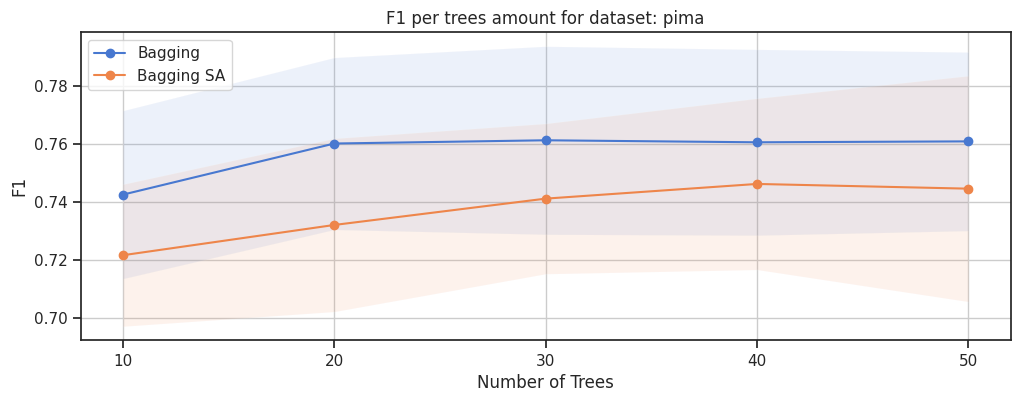 F1 per trees amount for dataset: pima
Bagging
Bagging SA
0.78
0.76
0.74
0.72
0.70
F1
10 20 30 40 50
Number of Trees